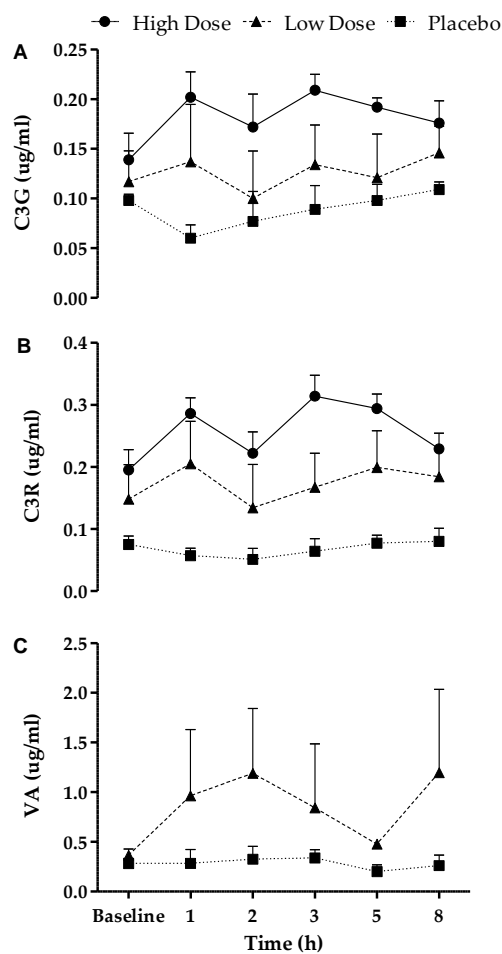 High Dose Low Dose Placebo
A
C3G (ug/ml)
0.25
0.20
0.15
0.10
0.05
0.00
B
C3R (ug/ml)
0.4
0.3
0.2
0.1
0.0
C
VA (ug/ml)
2.5
2.0
1.5
1.0
0.5
0.0
Baseline 1 2 3 5 8
Time (h)